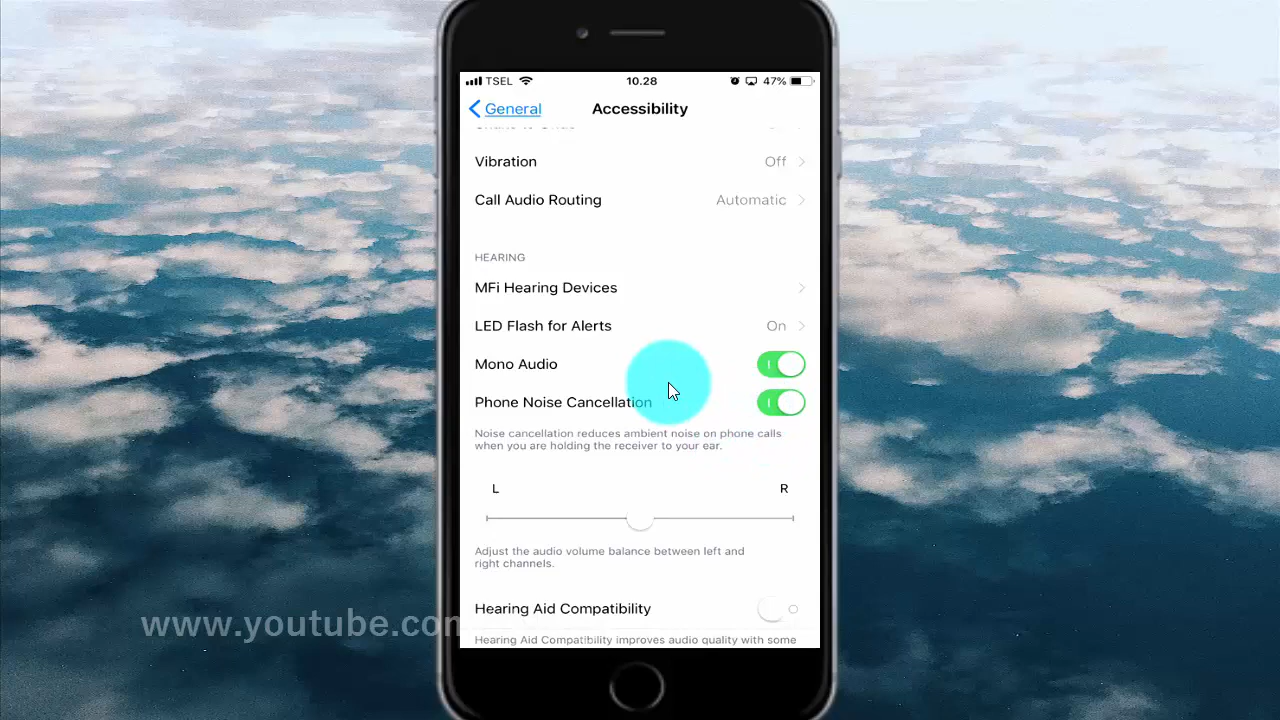 TSEL
10.28
47%
General
Accessibility
Vibration
Off
Call Audio Routing
Automatic
HEARING
MFi Hearing Devices
LED Flash for Alerts
On
Mono Audio
Phone Noise Cancellation
Noise cancellation reduces ambient noise on phone calls
when you are holding the receiver to your ear.
L
R
Adjust the audio volume balance between left and
right channels.
Hearing Aid Compatibility
Hearing Aid Compatibility improves audio quality with some
www.youtube.com